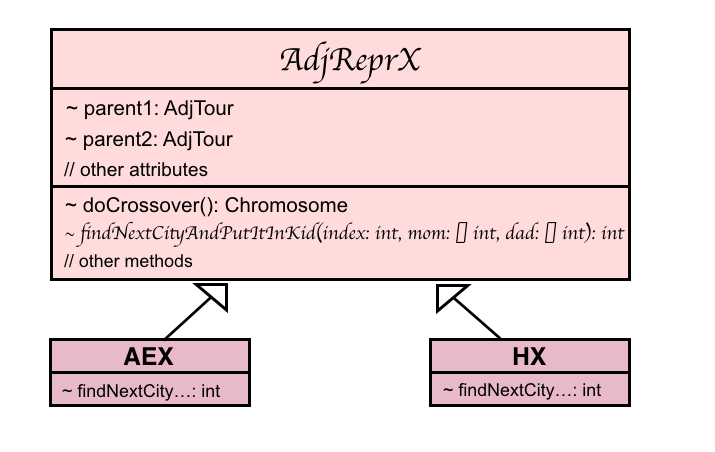 AdjReprX
~ parent1: AdjTour
~ parent2: AdjTour
// other attributes
~ doCrossover(): Chromosome
~ findNextCityAndPutItInKid(index: int, mom: [] int, dad: [] int): int
// other methods
AEX
~ findNextCity…: int
HX
~ findNextCity…: int